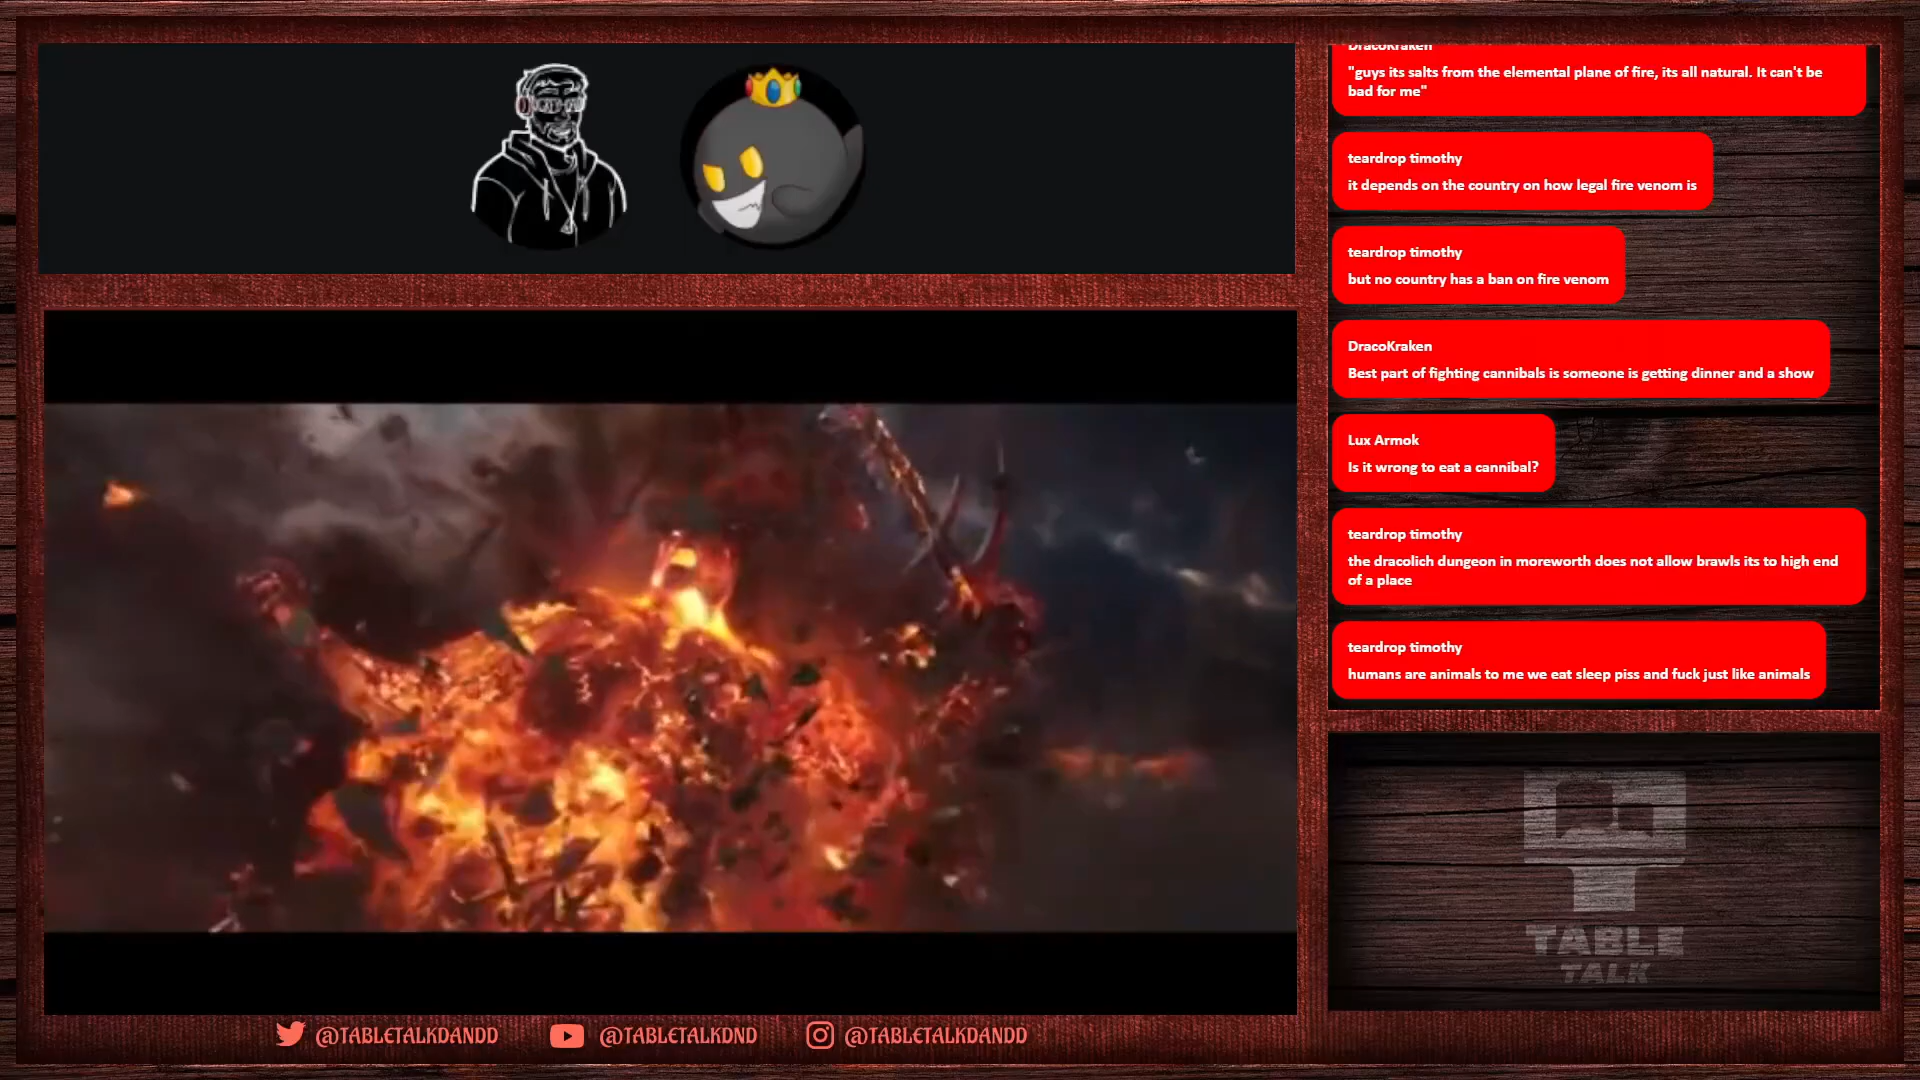 DracoKraken
"guys its salts from the elemental plane of fire, its all natural. It can't be
bad for me"
teardrop timothy
it depends on the country on how legal fire venom is
teardrop timothy
but no country has a ban on fire venom
DracoKraken
Best part of fighting cannibals is someone is getting dinner and a show
Lux Armok
Is it wrong to eat a cannibal?
teardrop timothy
the dracolich dungeon in moreworth does not allow brawls its to high end
of a place
teardrop timothy
humans are animals to me we eat sleep piss and fuck just like animals
TABLE
TALK
@TABLETALKDANDD
@TABLETALKDND
@TABLETALKDANDD